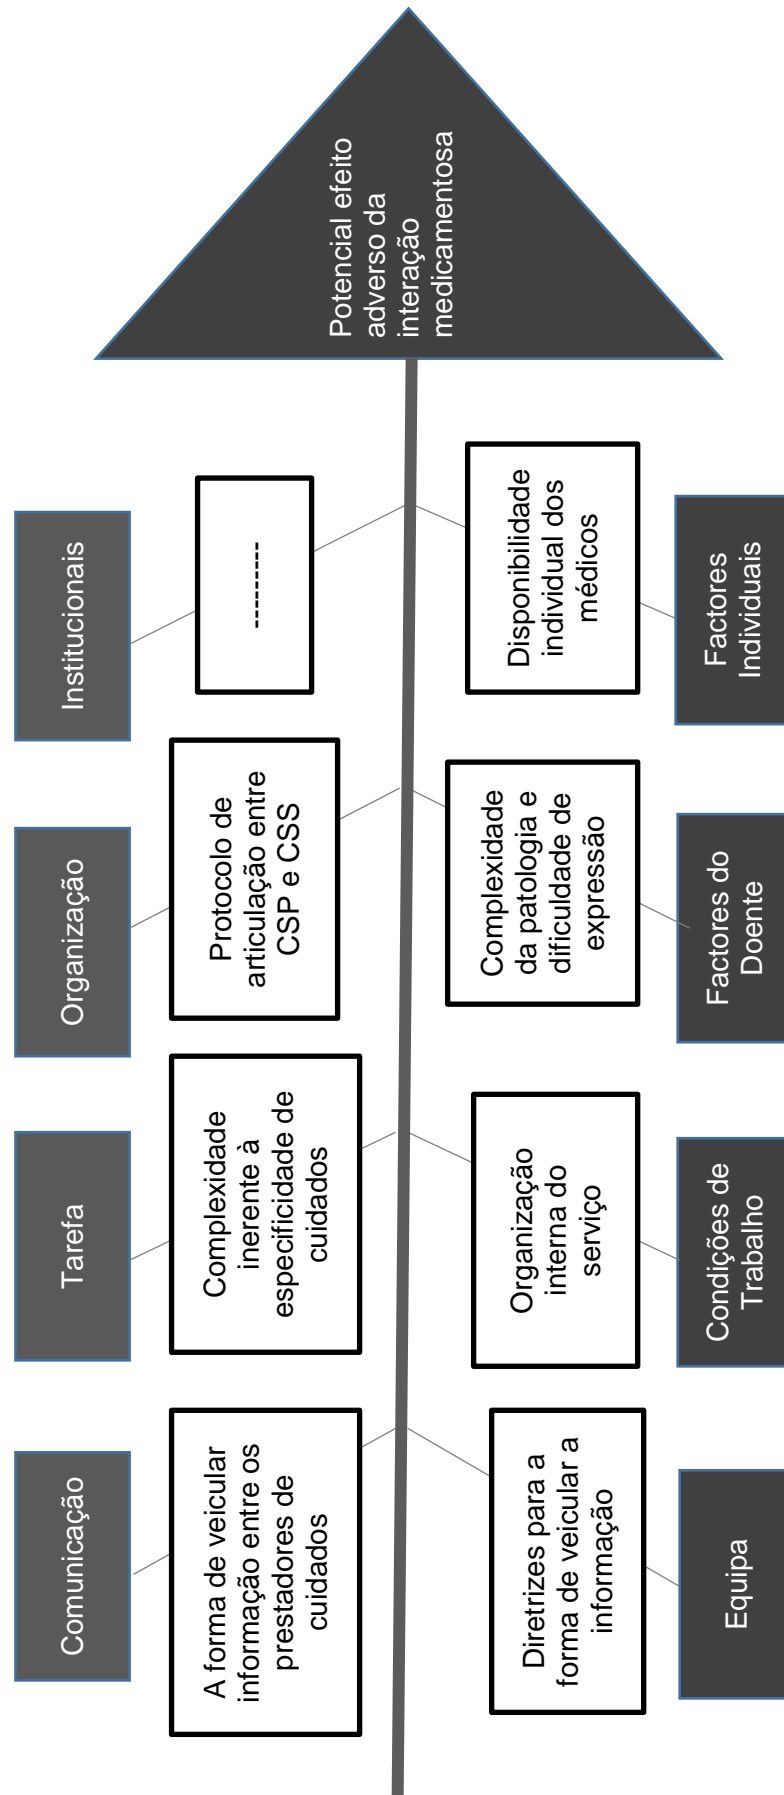 Comunicação
Tarefa
Organização
Institucionais
A forma de veicular
informação entre os
prestadores de
cuidados
Complexidade
inerente à
especificidade de
cuidados
Protocolo de
articulação entre
CSP e CSS
---------
Potencial efeito
adverso da
interação
medicamentosa
Diretrizes para a
forma de veicular a
informação
Organização
interna do
serviço
Complexidade
da patologia e
dificuldade de
expressão
Disponibilidade
individual dos
médicos
Equipa
Condições de
Trabalho
Factores do
Doente
Factores
Individuais